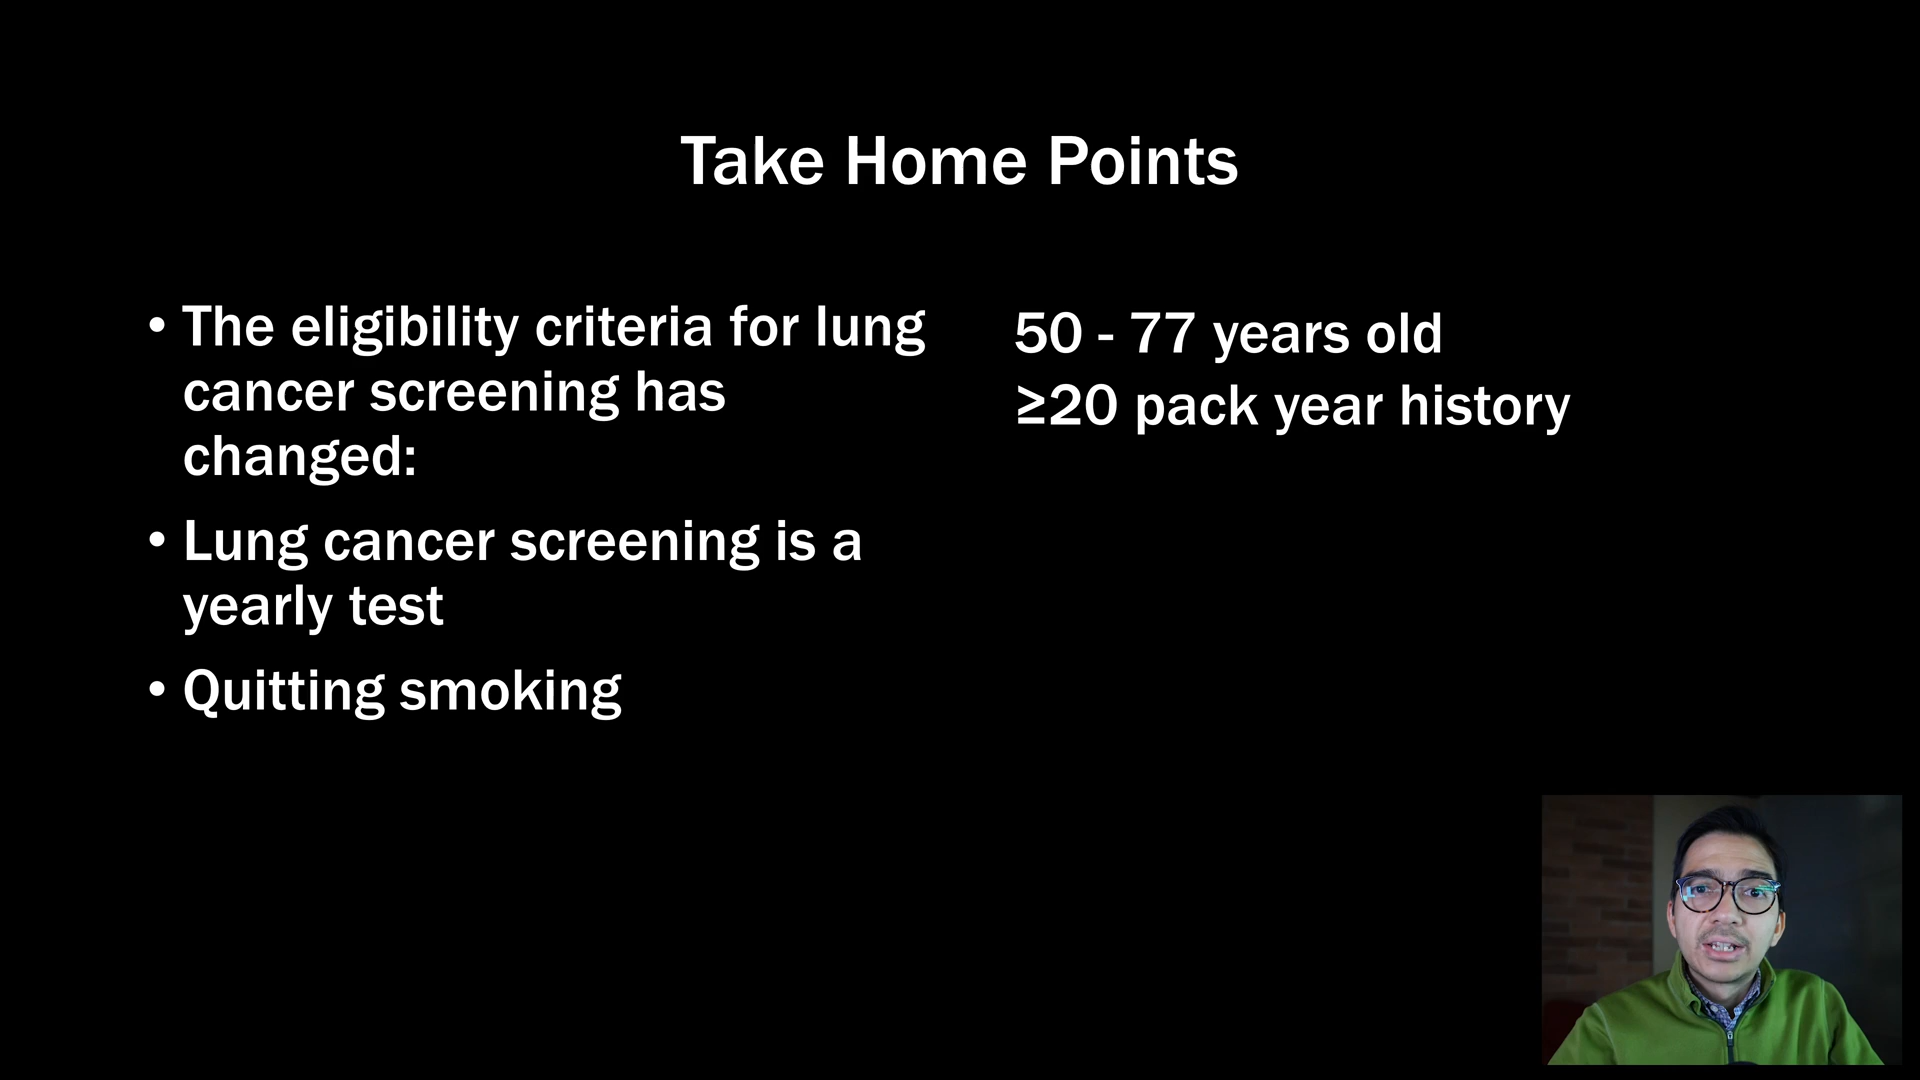 Take Home Points
• The eligibility criteria for lung
cancer screening has
changed:
• Lung cancer screening is a
yearly test
• Quitting smoking
50 - 77 years old
≥20 pack year history